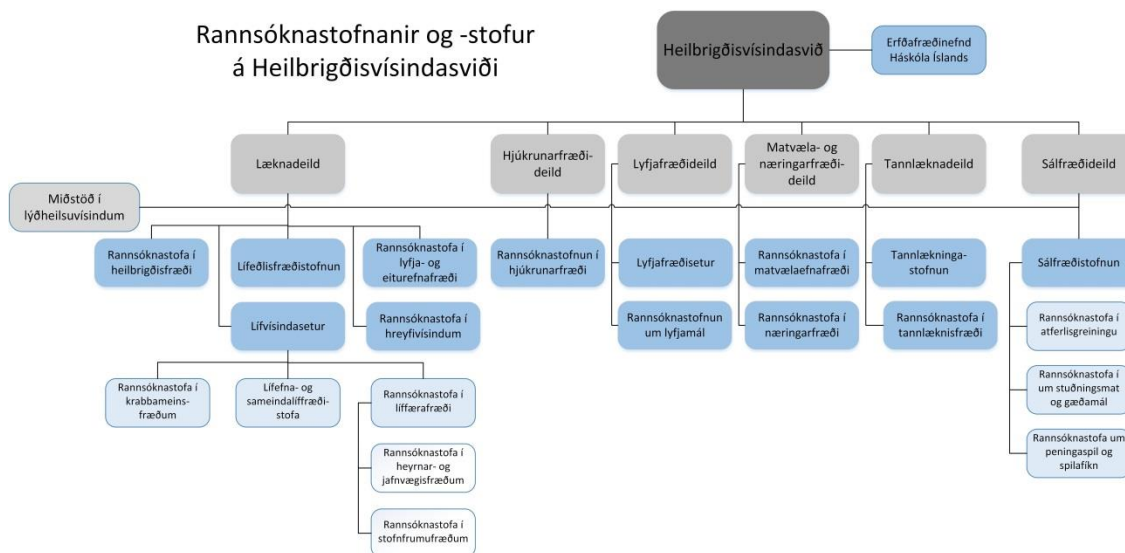 Rannsóknastofnanir og -stofur
á Heilbrigðisvísindasviði
Heilbrigðisvísindasvið
Erfðafræðinefnd
Háskóla Íslands
Læknadeild
Hjúkrunarfræði-
deild
Lyfjafræðideild
Matvæla- og
næringarfræði-
deild
Tannlæknadeild
Sálfræðideild
Miðstöð í
lýðheilsuvísindum
Rannsóknastofa í
heilbrigðisfræði
Lífeðlisfræðistofnun
Rannsóknastofa í
lyfja- og
eiturefnafræði
Rannsóknastofnun í
hjúkrunarfræði
Lyfjafræðisetur
Rannsóknastofa í
matvælaefnafræði
Tannlækninga-
stofnun
Sálfræðistofnun
Lífvísindasetur
Rannsóknastofa í
hreyfivísindum
Rannsóknastofnun
um lyfjamál
Rannsóknastofa í
næringarfræði
Rannsóknastofa í
tannlæknisfræði
Rannsóknastofa í
atferlisgreiningu
Rannsóknastofa í
krabbameins-
fræðum
Lífefna- og
sameindalíffræði-
stofa
Rannsóknastofa í
líffærafræði
Rannsóknastofa í
um stuðningsmat
og gæðamál
Rannsóknastofa í
heyrnar- og
jafnvægisfræðum
Rannsóknastofa um
peningaspil og
spilafíkn
Rannsóknastofa í
stofnfrumufræðum